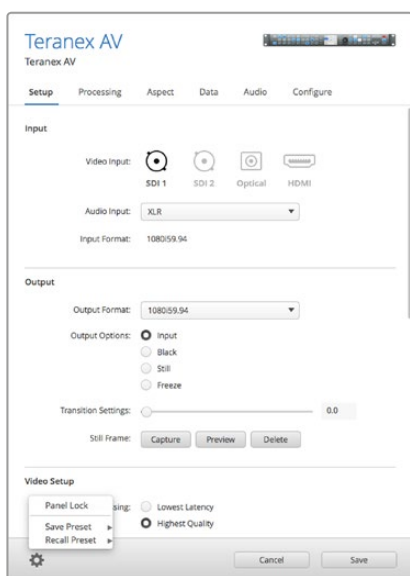 Teranex AV
Teranex AV
Setup Processing Aspect Data Audio Configure
Input
Video Input:
SDI 1 SDI 2 Optical HDMI
Audio Input: XLR
Input Format: 1080i59.94
Output
Output Format: 1080i59.94
Output Options: Input
Black
Still
Freeze
Transition Settings: 0.0
Still Frame: Capture Preview Delete
Video Setup
Panel Lock
Lowest Latency
Save Preset
Highest Quality
Recall Preset
Cancel Save